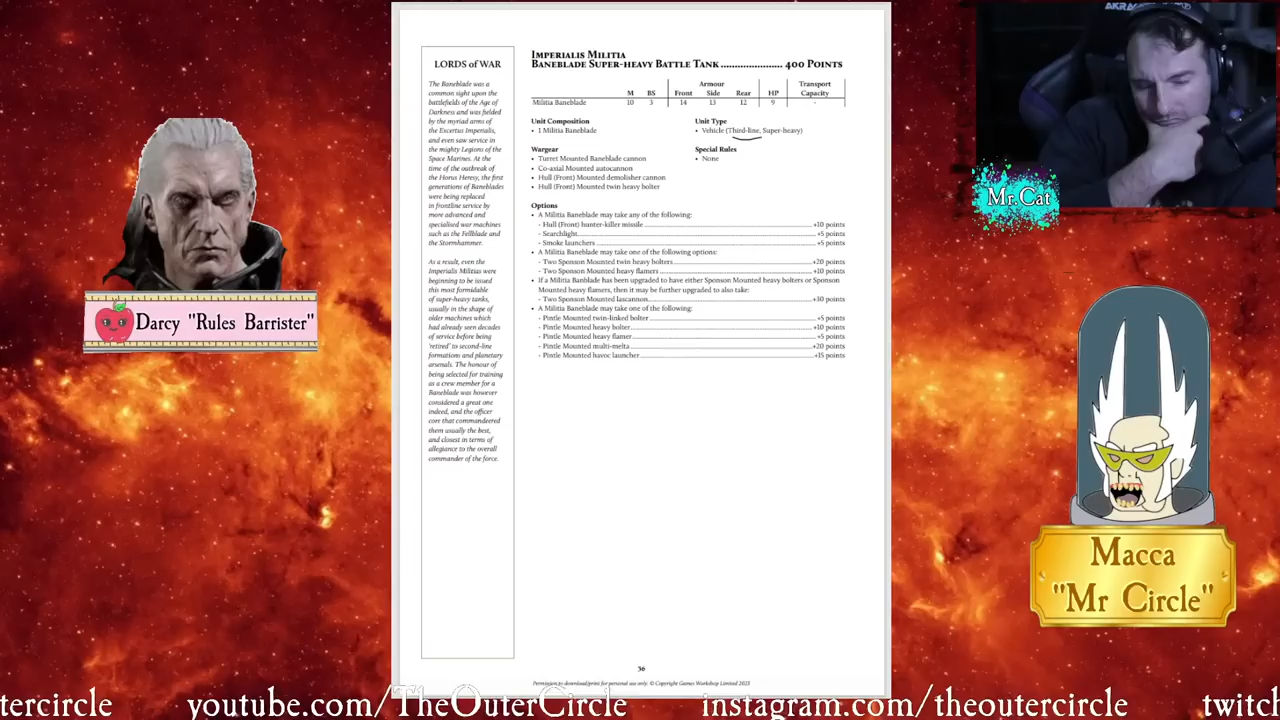 LORDS of WAR
The Baneblade was a
common sight upon the
battlefields of the Age of
Darkness and was fielded
by the myriad arms of
the Excertus Imperialis,
and even saw service in
the mighty Legions of the
Space Marines. At the
time of the outbreak of
the Horus Heresy, the first
generations of Baneblades
were being replaced
in frontline service by
more advanced and
specialised war machines
such as the Fellblade and
the Stormhammer.
As a result, even the
Imperialis Militias were
beginning to be issued
this most formidable
of super-heavy tanks,
usually in the shape of
older machines which
had already seen decades
of service before being
'retired' to second-line
formations and planetary
arsenals. The honour of
being selected for training
as a crew member for a
Baneblade was however
considered a great one
indeed, and the officer
core that commandeered
them usually the best,
and closest in terms of
allegiance to the overall
commander of the force.
Imperialis Militia
Baneblade Super-heavy Battle Tank ...................... 400 Points
Armour Transport
M BS Front Side Rear HP Capacity
Militia Baneblade 10 3 14 13 12 9 -
Unit Composition
• 1 Militia Baneblade
Unit Type
• Vehicle (Third-line, Super-heavy)
Wargear
• Turret Mounted Baneblade cannon
• Co-axial Mounted autocannon
• Hull (Front) Mounted demolisher cannon
• Hull (Front) Mounted twin heavy bolter
Special Rules
• None
Options
• A Militia Baneblade may take any of the following:
- Hull (Front) hunter-killer missile +10 points
- Searchlight +5 points
- Smoke launchers +5 points
• A Militia Baneblade may take one of the following options:
- Two Sponson Mounted twin heavy bolters +20 points
- Two Sponson Mounted heavy flamers +10 points
• If a Militia Banblade has been upgraded to have either Sponson Mounted heavy bolters or Sponson
Mounted heavy flamers, then it may be further upgraded to also take:
- Two Sponson Mounted lascannon +30 points
• A Militia Baneblade may take one of the following:
- Pintle Mounted twin-linked bolter +5 points
- Pintle Mounted heavy bolter +10 points
- Pintle Mounted heavy flamer +5 points
- Pintle Mounted multi-melta +20 points
- Pintle Mounted havoc launcher +15 points
56
Permission to download/print for personal use only. © Copyright Games Workshop Limited 2023
Darcy "Rules Barrister"
Mr.Cat
Macca
"Mr Circle"
tercircle youtube.com/TheOuterCircle instagram.com/theoutercircle twitch